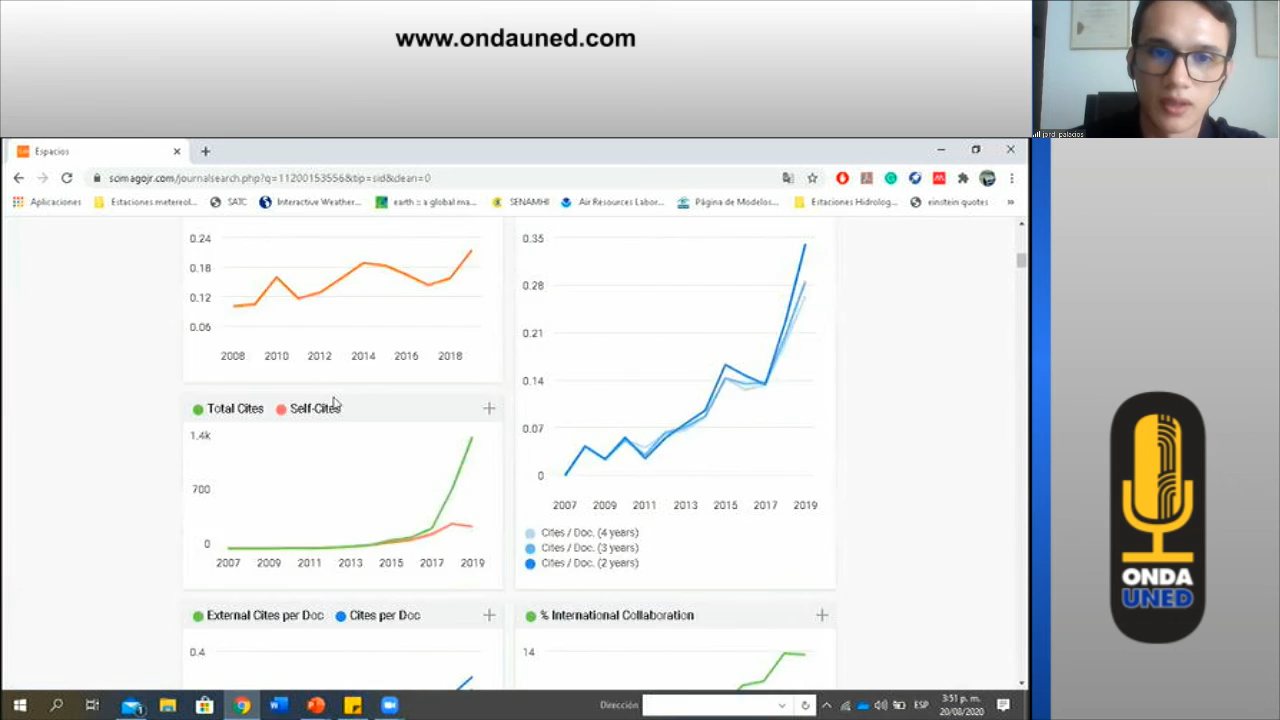 www.ondauned.com
jord_palacios
Espacios
scimagojr.com/journalsearch.php?q=11200153556&tip=sid&clean=0
Aplicaciones Estaciones metereol... SATC Interactive Weather... earth :: a global ma... SENAMHI Air Resources Labor... Página de Modelos... Estaciones Hidrolog... einstein quotes »
0.24
0.18
0.12
0.06
2008 2010 2012 2014 2016 2018
0.35
0.28
0.21
0.14
0.07
0
2007 2009 2011 2013 2015 2017 2019
Cites / Doc. (4 years)
Cites / Doc. (3 years)
Cites / Doc. (2 years)
Total Cites Self-Cites
1.4k
700
0
2007 2009 2011 2013 2015 2017 2019
External Cites per Doc Cites per Doc
0.4
% International Collaboration
14
ONDA
UNED
Dirección
ESP
3:51 p. m.
20/08/2020